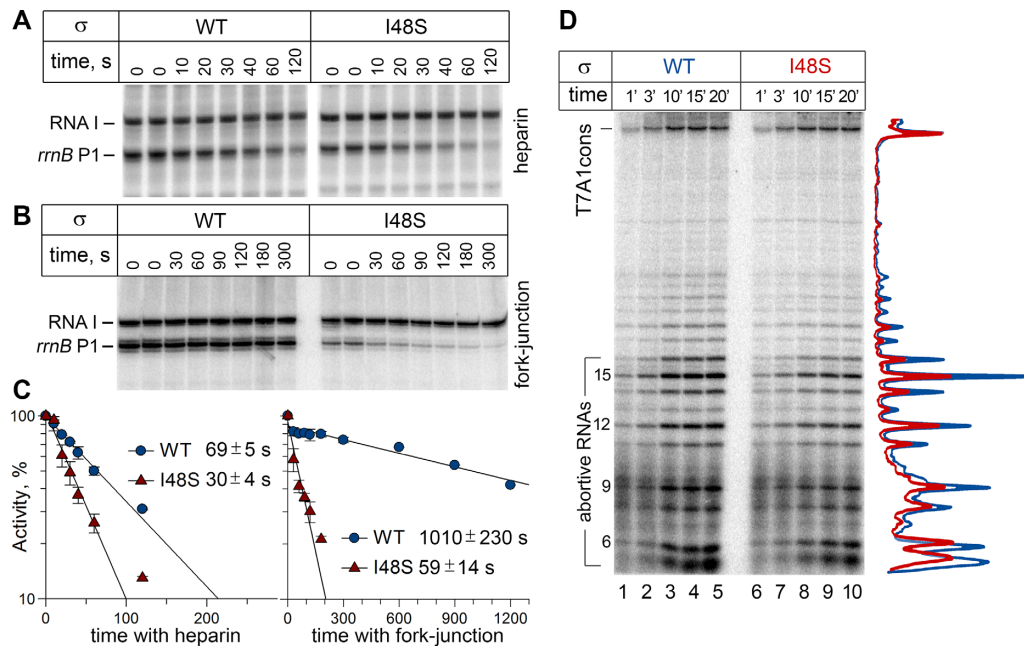 A
σ WT I48S
time, s 0 0 10 20 30 40 60 120 0 0 10 20 30 40 60 120
RNA I
rrnB P1
heparin
B
σ WT I48S
time, s 0 0 30 60 90 120 180 300 0 0 30 60 90 120 180 300
RNA I
rrnB P1
fork-junction
C
Activity, %
100
10
WT 69±5 s
I48S 30±4 s
0 100 200
time with heparin
WT 1010±230 s
I48S 59±14 s
0 300 600 900 1200
time with fork-junction
D
σ WT I48S
time 1' 3' 10' 15' 20' 1' 3' 10' 15' 20'
T7A1cons
abortive RNAs
15
12
9
6
1 2 3 4 5 6 7 8 9 10